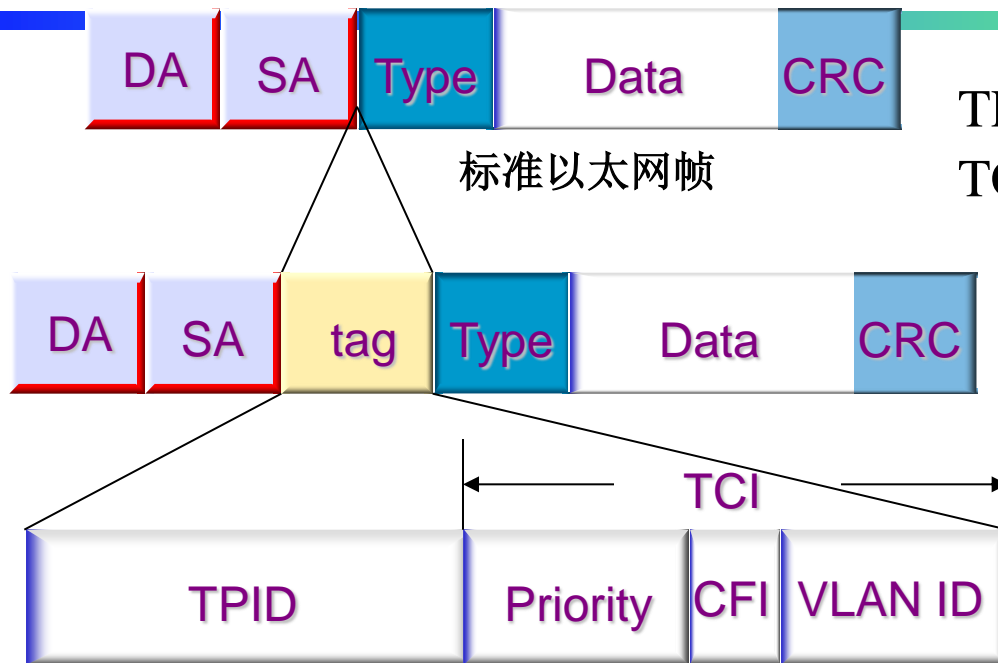 DA SA Type Data CRC
标准以太网帧
DA SA tag Type Data CRC
TCI
TPID Priority CFI VLAN ID